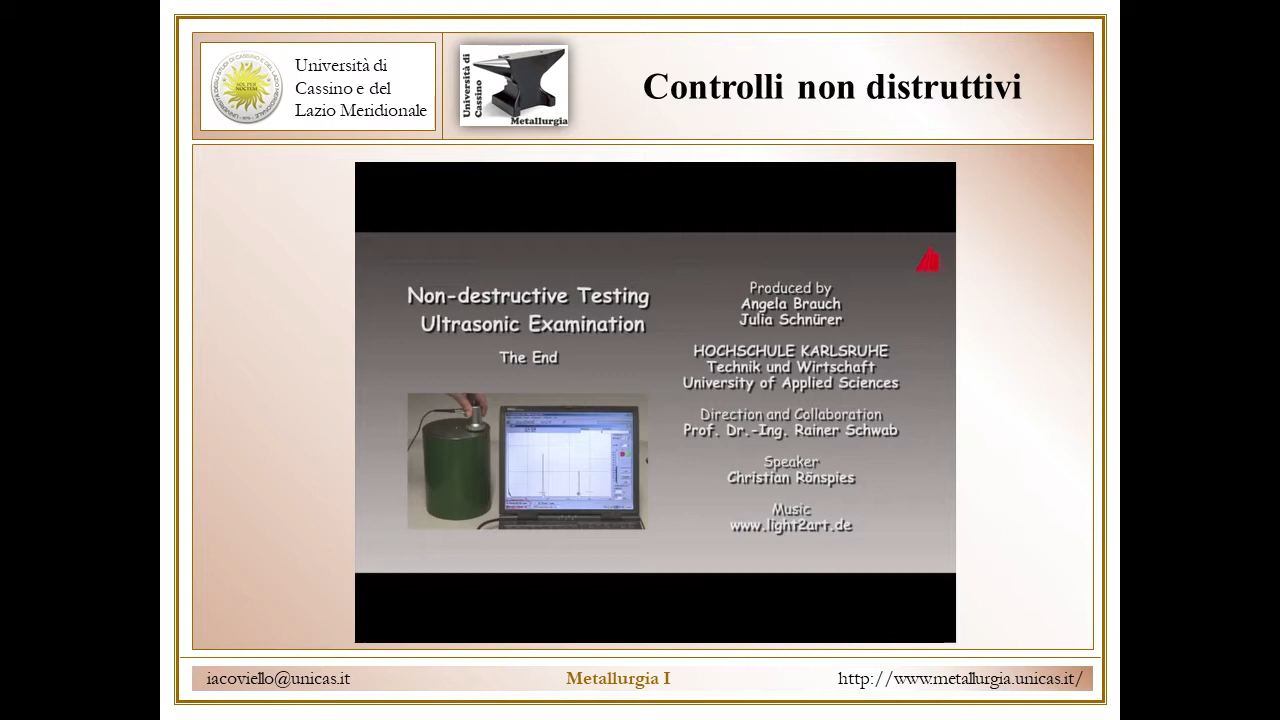 Università di
Cassino e del
Lazio Meridionale
Università di
Cassino
Metallurgia
Controlli non distruttivi
Non-destructive Testing
Ultrasonic Examination
The End
Produced by
Angela Brauch
Julia Schnürer
HOCHSCHULE KARLSRUHE
Technik und Wirtschaft
University of Applied Sciences
Direction and Collaboration
Prof. Dr.-Ing. Rainer Schwab
Speaker
Christian Rönspies
Music
www.light2art.de
iacoviello@unicas.it
Metallurgia I
http://www.metallurgia.unicas.it/